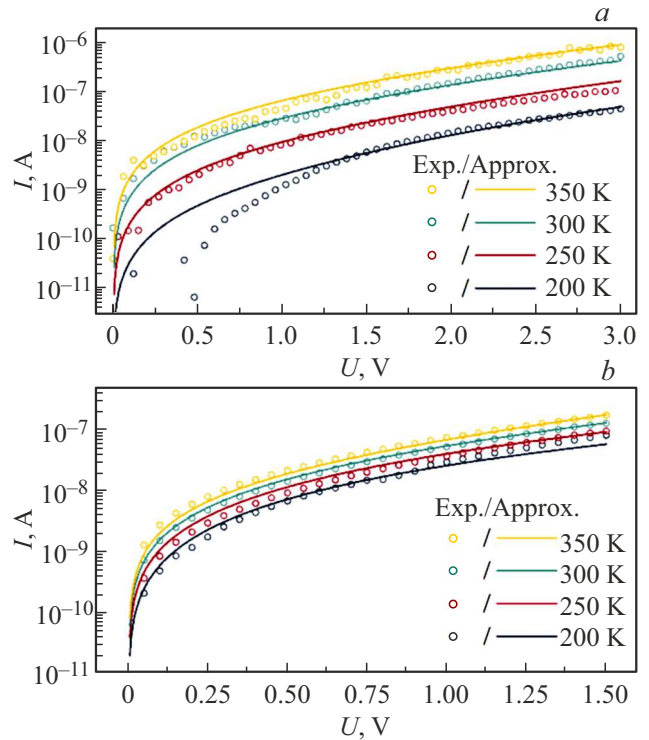 a
10⁻⁶
10⁻⁷
10⁻⁸
10⁻⁹
10⁻¹⁰
10⁻¹¹
I, A
Exp./Approx.
/ 350 K
/ 300 K
/ 250 K
/ 200 K
0 0.5 1.0 1.5 2.0 2.5 3.0
U, V
b
10⁻⁷
10⁻⁸
10⁻⁹
10⁻¹⁰
10⁻¹¹
I, A
Exp./Approx.
/ 350 K
/ 300 K
/ 250 K
/ 200 K
0 0.25 0.50 0.75 1.00 1.25 1.50
U, V